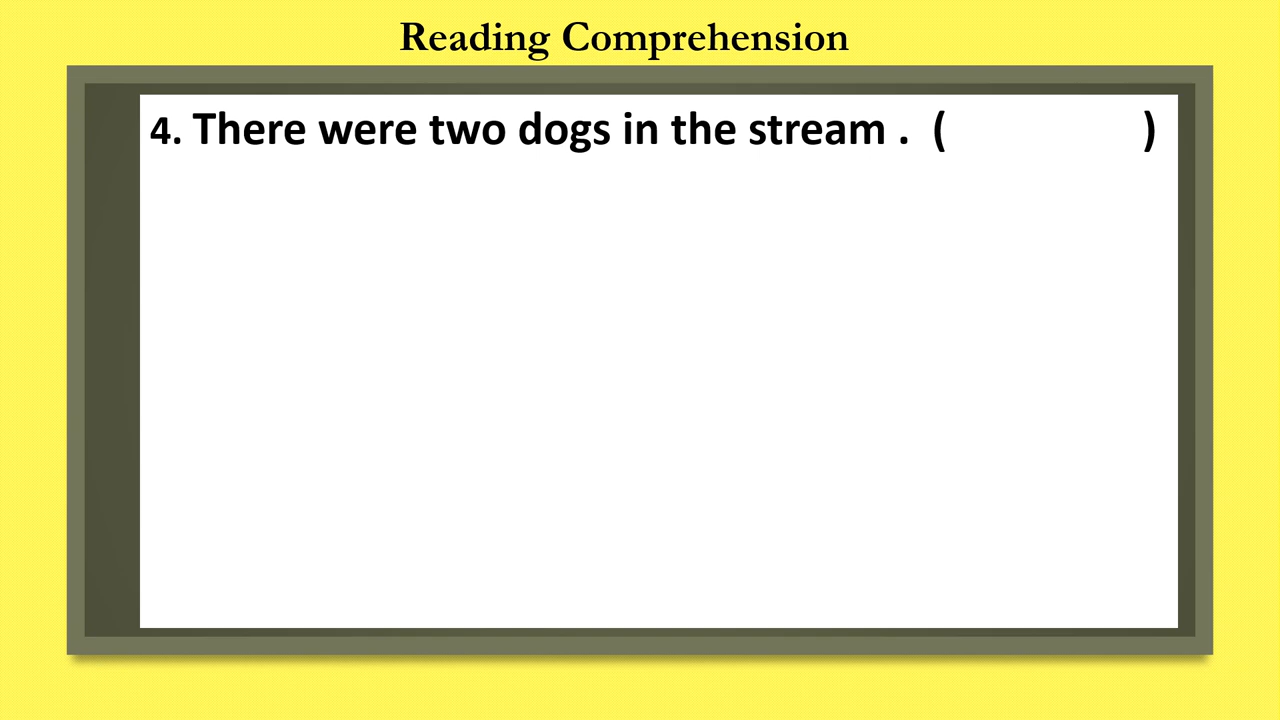 Reading Comprehension
4. There were two dogs in the stream . ( )